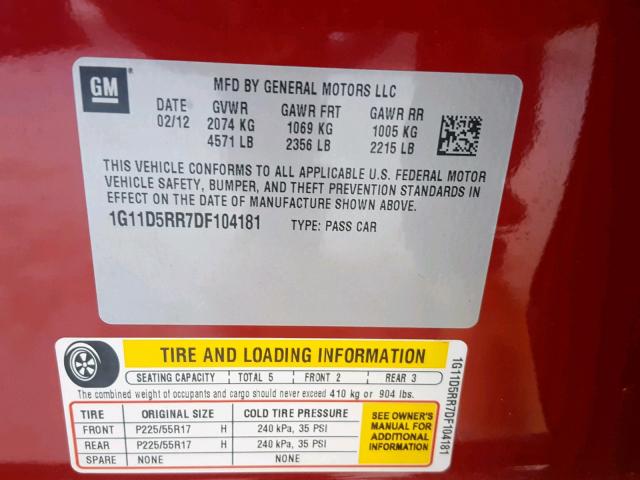 GM
MFD BY GENERAL MOTORS LLC
DATE GVWR GAWR FRT GAWR RR
02/12 2074 KG 1069 KG 1005 KG
4571 LB 2356 LB 2215 LB
THIS VEHICLE CONFORMS TO ALL APPLICABLE U.S. FEDERAL MOTOR
VEHICLE SAFETY, BUMPER, AND THEFT PREVENTION STANDARDS IN
EFFECT ON THE DATE OF MANUFACTURE SHOWN ABOVE.
1G11D5RR7DF104181 TYPE: PASS CAR
TIRE AND LOADING INFORMATION
SEATING CAPACITY TOTAL 5 FRONT 2 REAR 3
The combined weight of occupants and cargo should never exceed 410 kg or 904 lbs.
TIRE ORIGINAL SIZE COLD TIRE PRESSURE
FRONT P225/55R17 H 240 kPa, 35 PSI
REAR P225/55R17 H 240 kPa, 35 PSI
SPARE NONE NONE
SEE OWNER'S
MANUAL FOR
ADDITIONAL
INFORMATION
1G11D5RR7DF104181